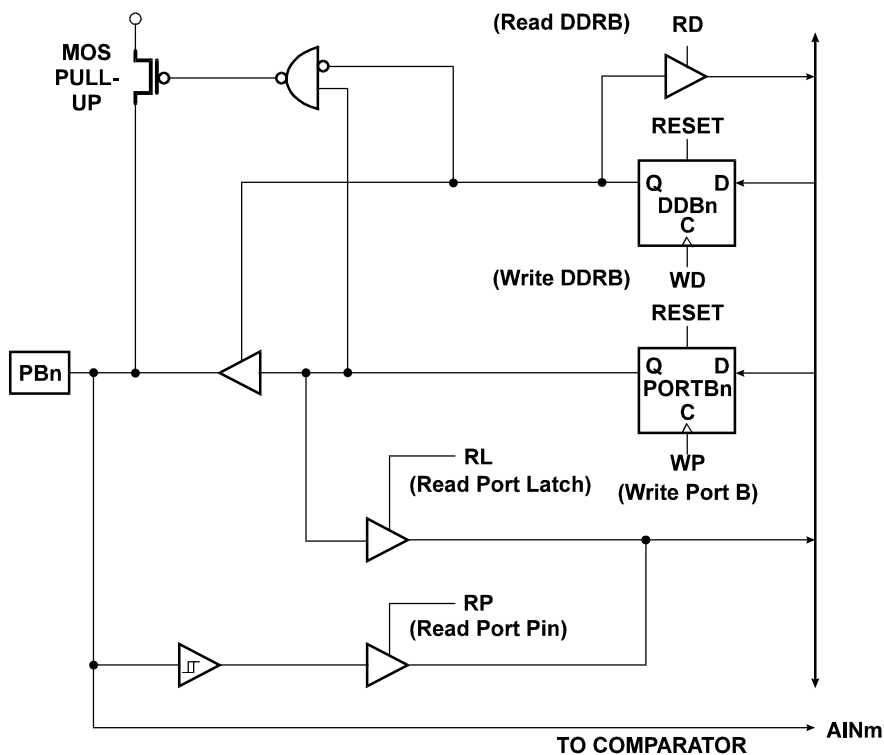 (Read DDRB)
RD
MOS
PULL-
UP
RESET
Q D
DDBn
C
(Write DDRB)
WD
RESET
PBn
Q D
PORTBn
C
WP
(Write Port B)
RL
(Read Port Latch)
RP
(Read Port Pin)
AINm
TO COMPARATOR